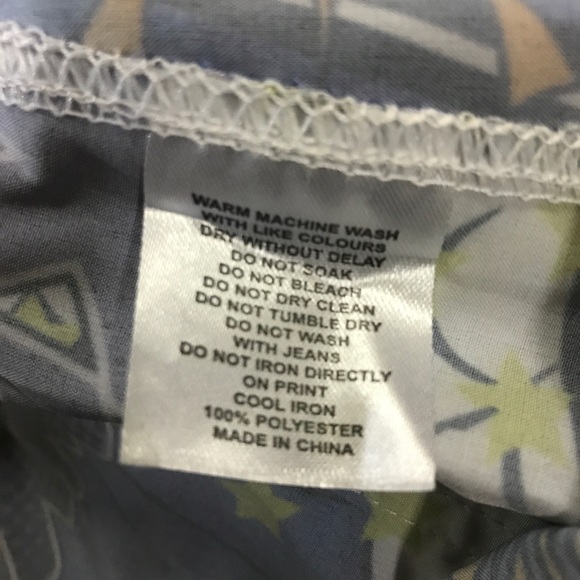 WARM MACHINE WASH
WITH LIKE COLOURS
DRY WITHOUT DELAY
DO NOT SOAK
DO NOT BLEACH
DO NOT DRY CLEAN
DO NOT TUMBLE DRY
DO NOT WASH
WITH JEANS
DO NOT IRON DIRECTLY
ON PRINT
COOL IRON
100% POLYESTER
MADE IN CHINA